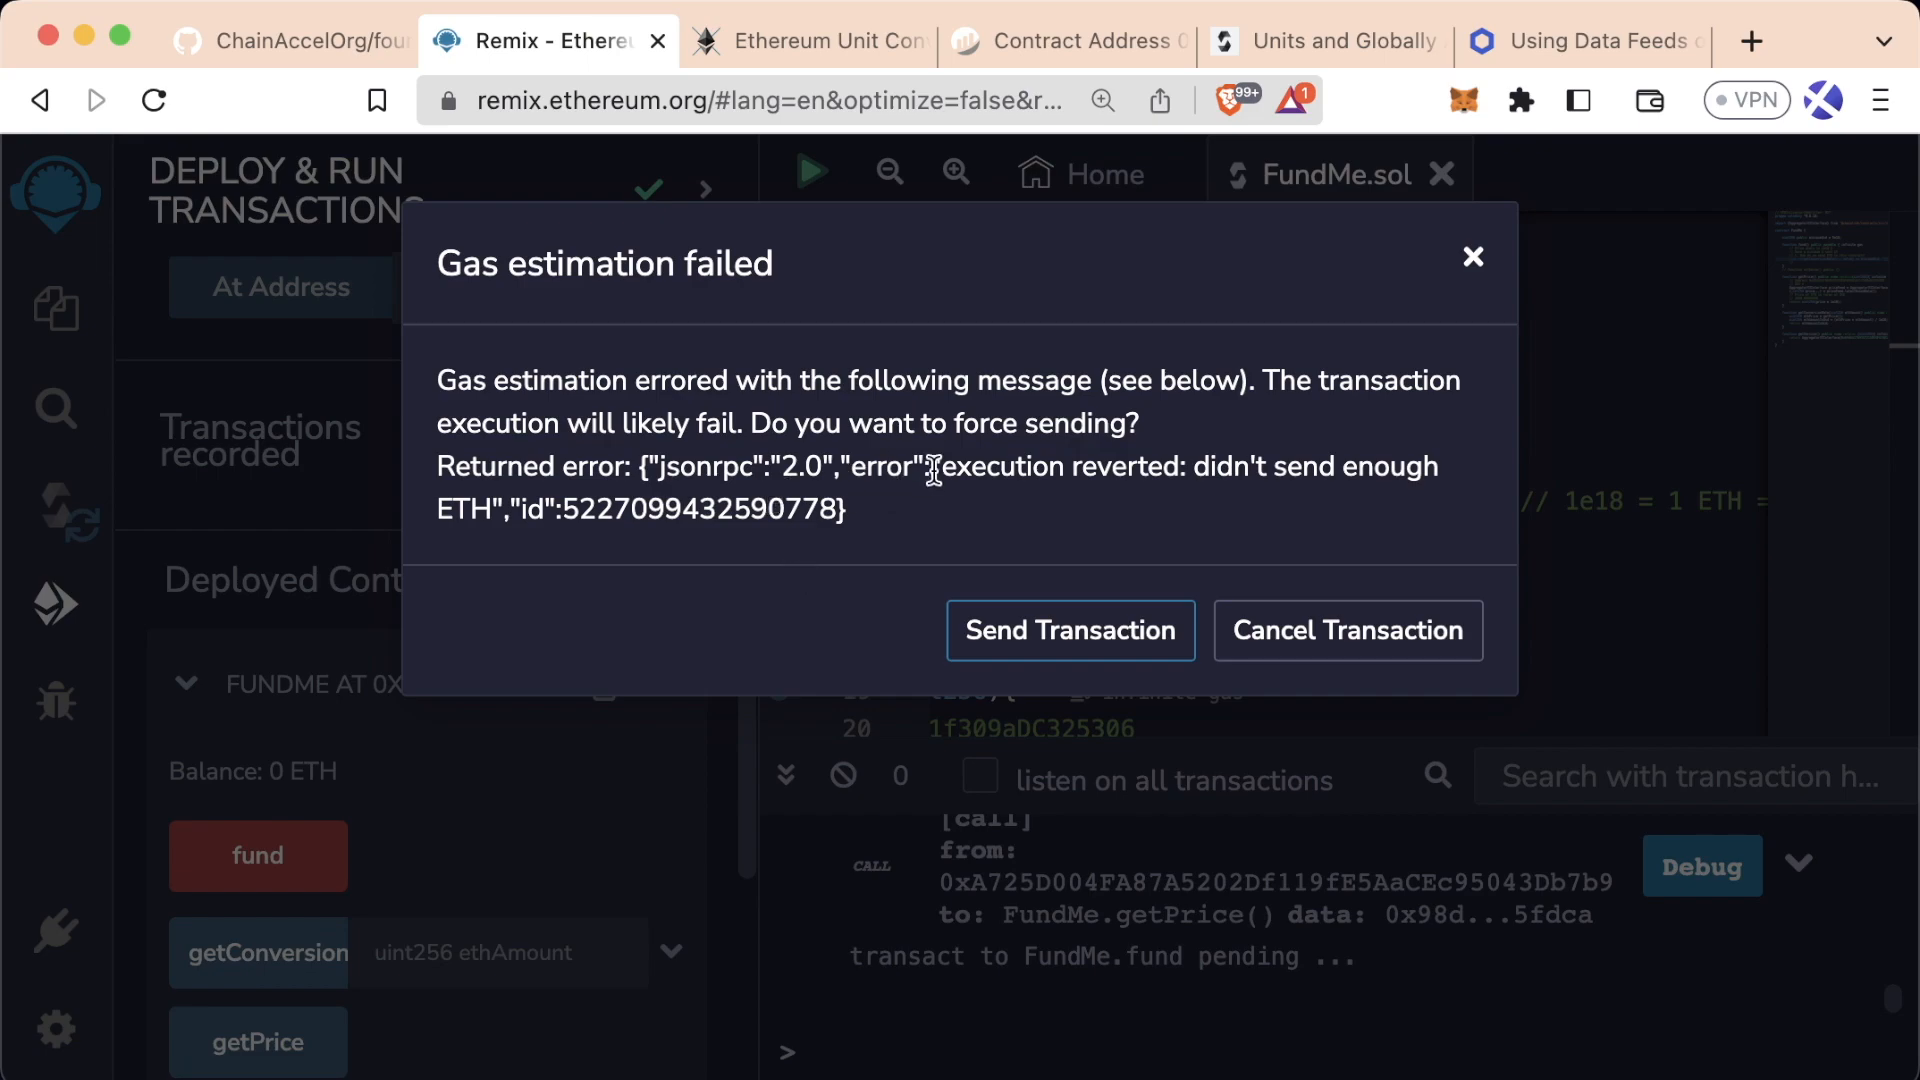 ChainAccelOrg/fou
Remix - Ethere
Ethereum Unit Con
Contract Address 0
Units and Globally
Using Data Feeds
remix.ethereum.org/#lang=en&optimize=false&r...
99+
1
VPN
DEPLOY & RUN
TRANSACTIONS
Home
FundMe.sol
At Address
Gas estimation failed
Gas estimation errored with the following message (see below). The transaction
execution will likely fail. Do you want to force sending?
Returned error: {"jsonrpc":"2.0","error":"execution reverted: didn't send enough
ETH","id":5227099432590778}
Send Transaction
Cancel Transaction
// 1e18 = 1 ETH =
Transactions
recorded
Deployed Cont
FUNDME AT 0X
20 1f309aDC325306
Balance: 0 ETH
0
listen on all transactions
Search with transaction h...
fund
[call]
from:
CALL
0xA725D004FA87A5202Df119fE5AaCEc95043Db7b9
to: FundMe.getPrice() data: 0x98d...5fdca
Debug
getConversion
uint256 ethAmount
transact to FundMe.fund pending ...
getPrice
>